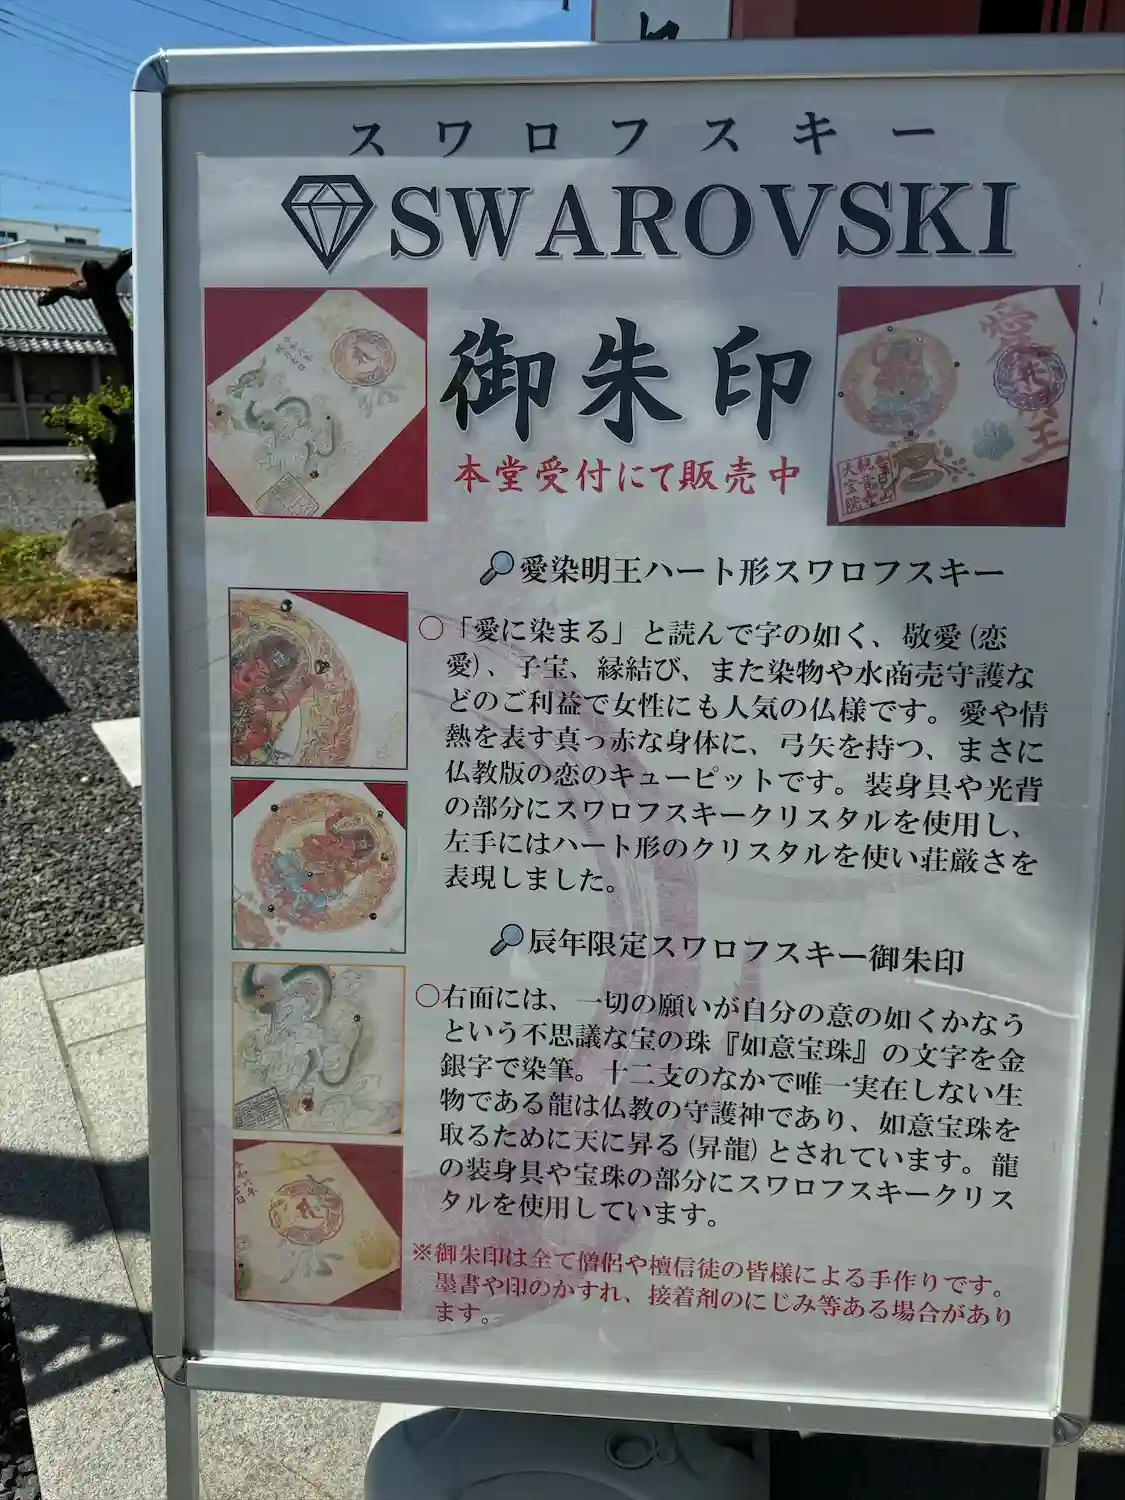 スワロフスキー
SWAROVSKI
御朱印
本堂受付にて販売中
愛染明王ハート形スワロフスキー
○「愛に染まる」と読んで字の如く、敬愛(恋
愛)、子宝、縁結び、また染物や水商売守護な
どのご利益で女性にも人気の仏様です。愛や情
熱を表す真っ赤な身体に、弓矢を持つ、まさに
仏教版の恋のキューピットです。装身具や光背
の部分にスワロフスキークリスタルを使用し、
左手にはハート形のクリスタルを使い荘厳さを
表現しました。
辰年限定スワロフスキー御朱印
○右面には、一切の願いが自分の意の如くかなう
という不思議な宝の珠『如意宝珠』の文字を金
銀字で染筆。十二支のなかで唯一実在しない生
物である龍は仏教の守護神であり、如意宝珠を
取るために天に昇る(昇龍)とされています。龍
の装身具や宝珠の部分にスワロフスキークリス
タルを使用しています。
※御朱印は全て僧侶や檀信徒の皆様による手作りです。
墨書や印のかすれ、接着剤のにじみ等ある場合があり
ます。